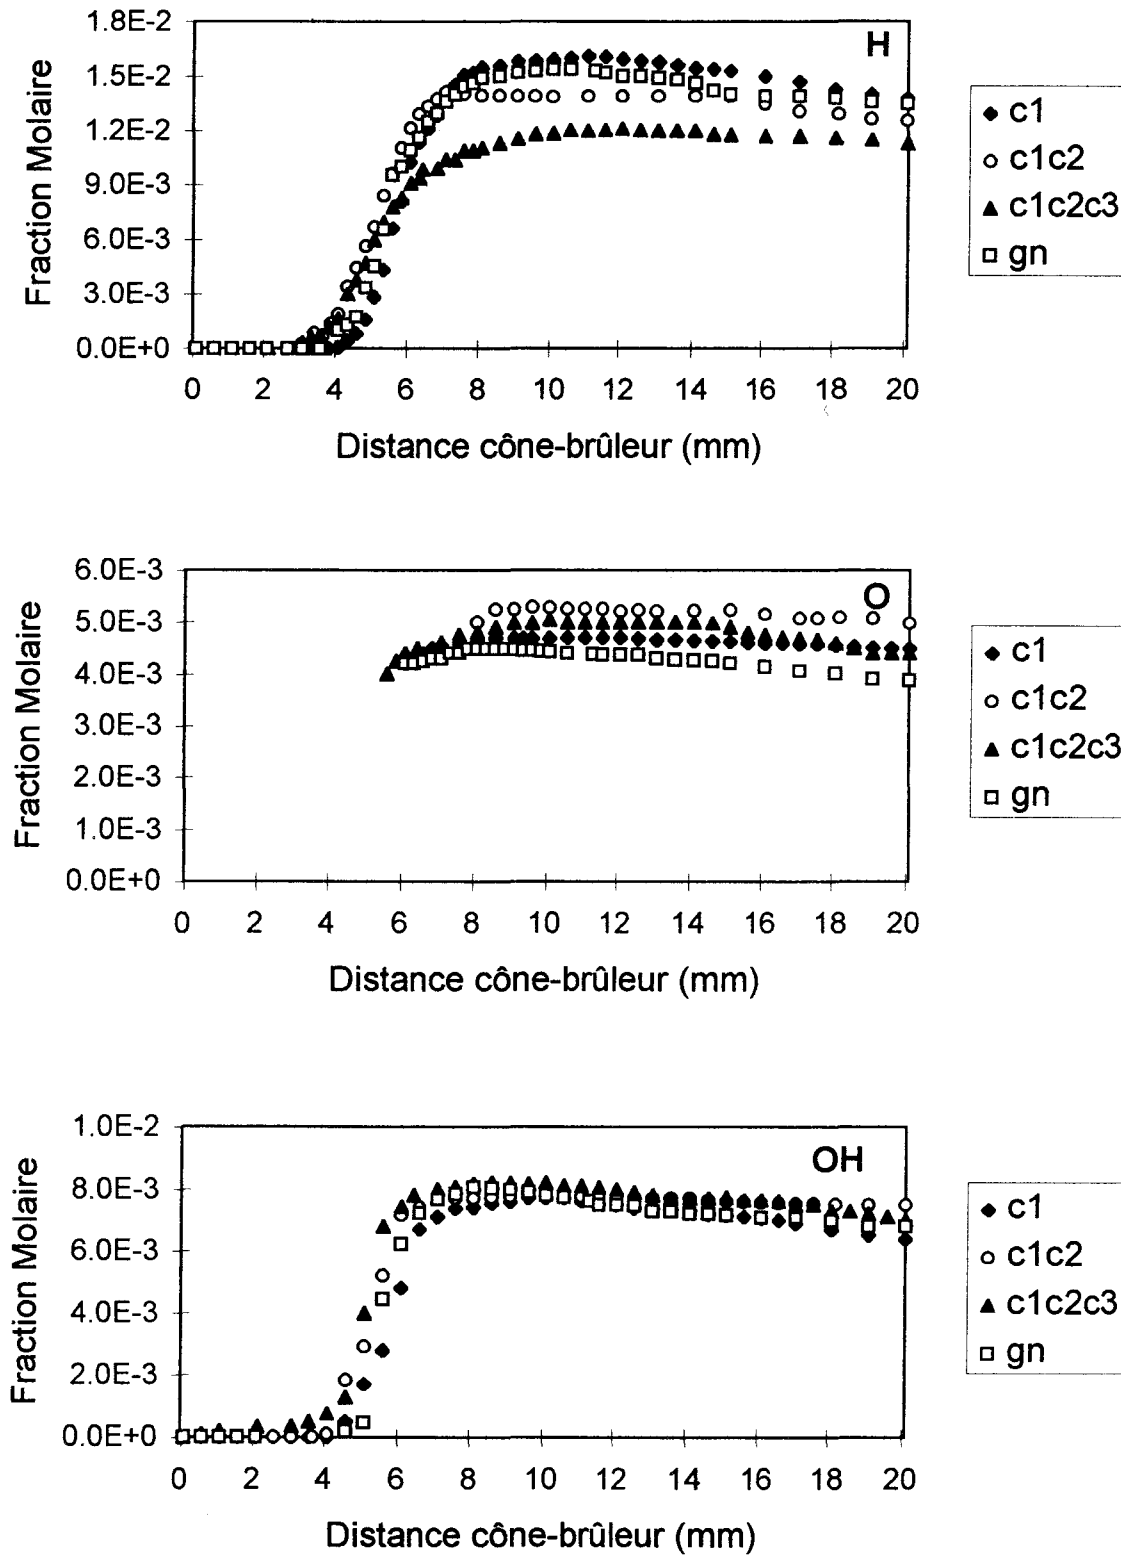 H
Fraction Molaire
1.8E-2
1.5E-2
1.2E-2
9.0E-3
6.0E-3
3.0E-3
0.0E+0
0 2 4 6 8 10 12 14 16 18 20
Distance cône-brûleur (mm)
c1
c1c2
c1c2c3
gn
O
Fraction Molaire
6.0E-3
5.0E-3
4.0E-3
3.0E-3
2.0E-3
1.0E-3
0.0E+0
0 2 4 6 8 10 12 14 16 18 20
Distance cône-brûleur (mm)
c1
c1c2
c1c2c3
gn
OH
Fraction Molaire
1.0E-2
8.0E-3
6.0E-3
4.0E-3
2.0E-3
0.0E+0
0 2 4 6 8 10 12 14 16 18 20
Distance cône-brûleur (mm)
c1
c1c2
c1c2c3
gn